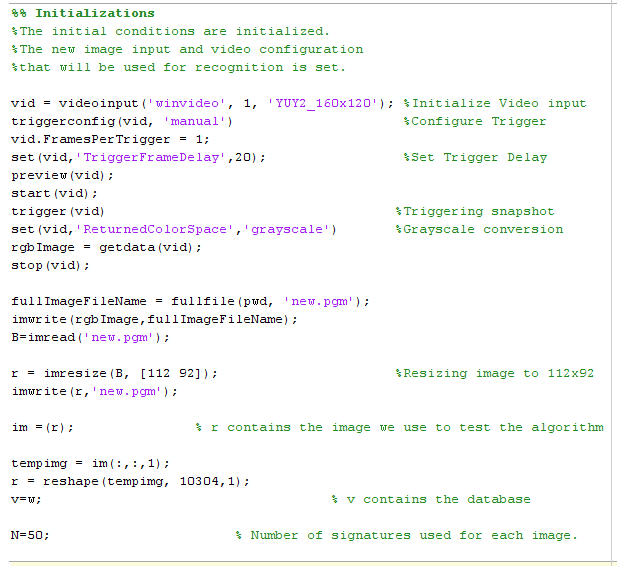 %% Initializations
%The initial conditions are initialized.
%The new image input and video configuration
%that will be used for recognition is set.
vid = videoinput('winvideo', 1, 'YUY2_160x120'); %Initialize Video input
triggerconfig(vid, 'manual') %Configure Trigger
vid.FramesPerTrigger = 1;
set(vid,'TriggerFrameDelay',20); %Set Trigger Delay
preview(vid);
start(vid);
trigger(vid) %Triggering snapshot
set(vid,'ReturnedColorSpace','grayscale') %Grayscale conversion
rgbImage = getdata(vid);
stop(vid);
fullImageFileName = fullfile(pwd, 'new.pgm');
imwrite(rgbImage,fullImageFileName);
B=imread('new.pgm');
r = imresize(B, [112 92]); %Resizing image to 112x92
imwrite(r,'new.pgm');
im =(r); % r contains the image we use to test the algorithm
tempimg = im(:,:,1);
r = reshape(tempimg, 10304,1);
v=w; % v contains the database
N=50; % Number of signatures used for each image.